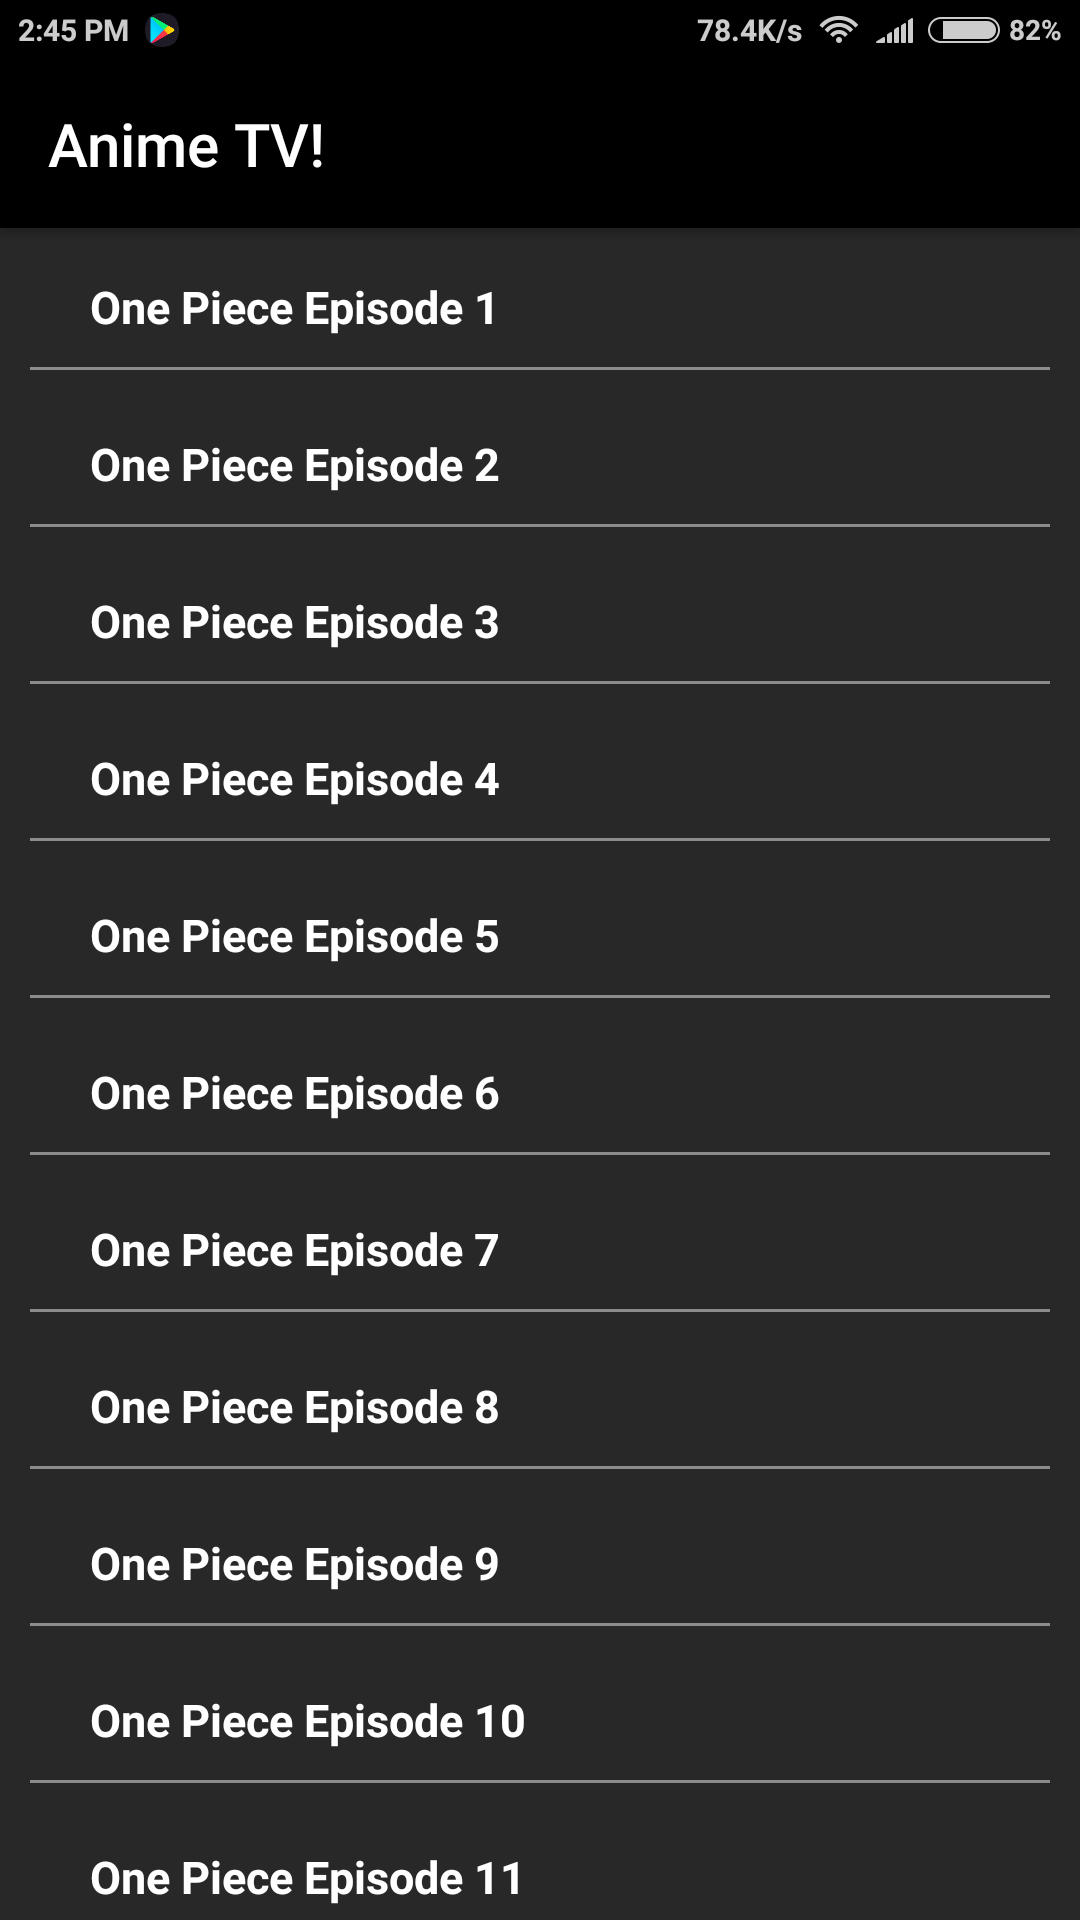 2:45 PM 78.4K/s 82%
Anime TV!
One Piece Episode 1
One Piece Episode 2
One Piece Episode 3
One Piece Episode 4
One Piece Episode 5
One Piece Episode 6
One Piece Episode 7
One Piece Episode 8
One Piece Episode 9
One Piece Episode 10
One Piece Episode 11